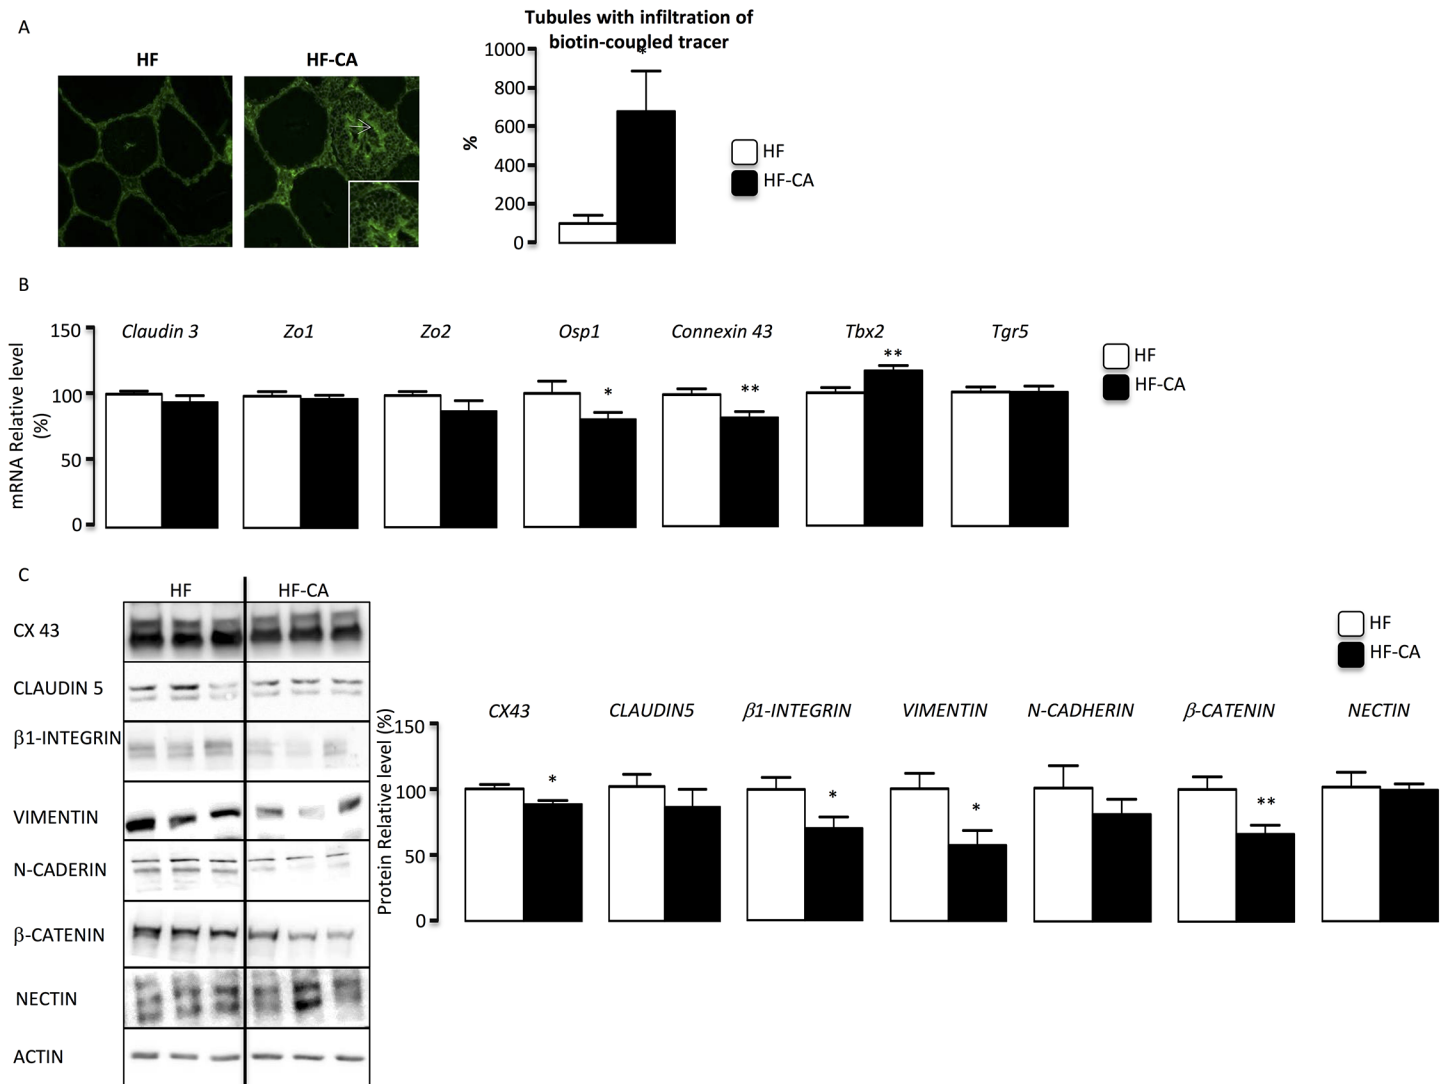 A
Tubules with infiltration of
biotin-coupled tracer
HF
HF-CA
*
1000
800
600
400
200
0
%
HF
HF-CA
B
150
100
50
0
mRNA Relative level
(%)
Claudin 3
Zo1
Zo2
Osp1
Connexin 43
Tbx2
Tgr5
*
**
**
HF
HF-CA
C
HF
HF-CA
CX 43
CLAUDIN 5
β1-INTEGRIN
VIMENTIN
N-CADERIN
β-CATENIN
NECTIN
ACTIN
HF
HF-CA
Protein Relative level (%)
150
100
50
0
CX43
CLAUDIN5
β1-INTEGRIN
VIMENTIN
N-CADHERIN
β-CATENIN
NECTIN
*
*
*
**